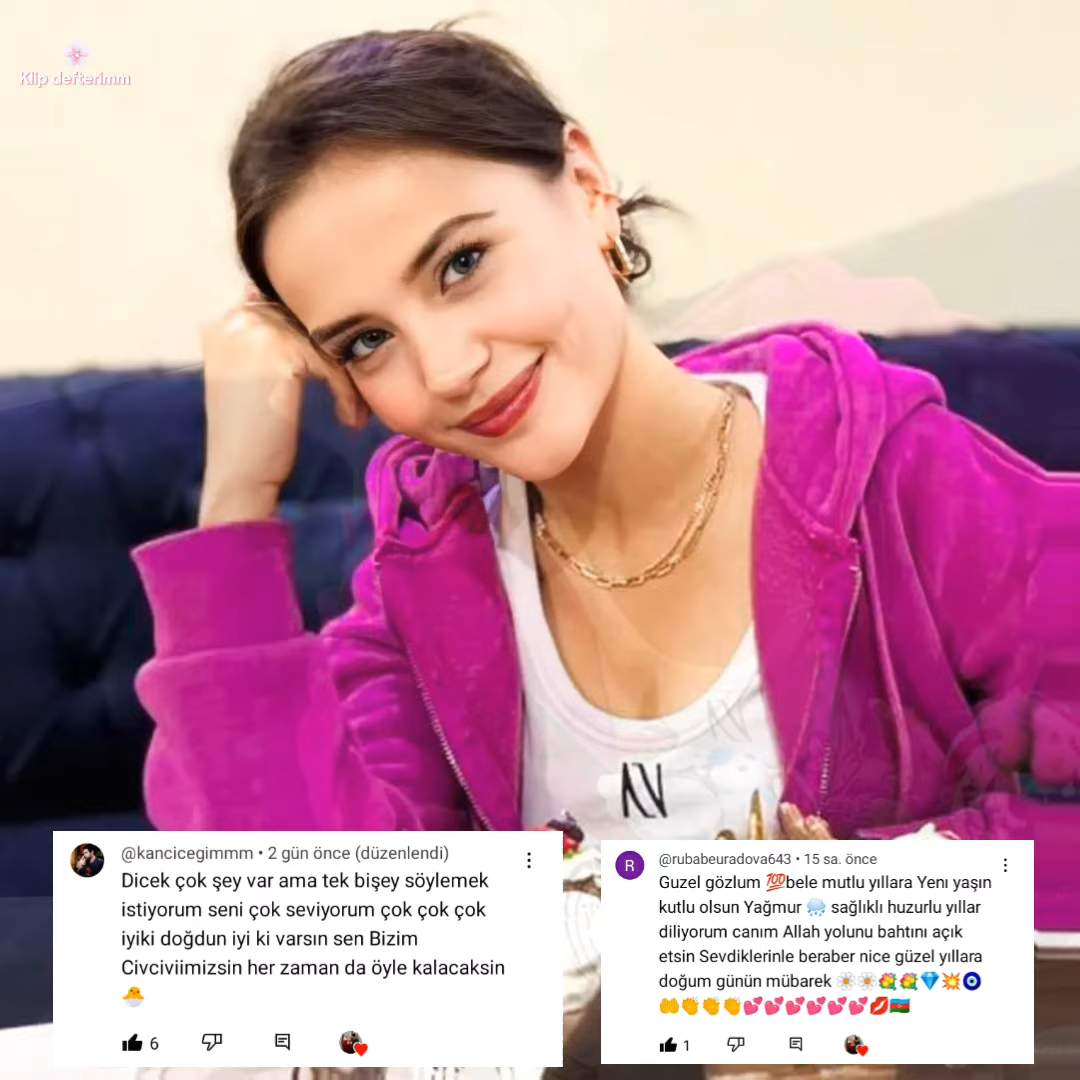 Klip defterimm
AV
@kancicegimmm • 2 gün önce (düzenlendi)
Dicek çok şey var ama tek bişey söylemek
istiyorum seni çok seviyorum çok çok çok
iyiki doğdun iyi ki varsın sen Bizim
Civciviimizsin her zaman da öyle kalacaksin
🐣
6
R
@rubabeuradova643 • 15 sa. önce
Guzel gözlum 💯bele mutlu yıllara Yenı yaşın
kutlu olsun Yağmur 🌧️ sağlıklı huzurlu yıllar
diliyorum canım Allah yolunu bahtını açık
etsin Sevdiklerinle beraber nice güzel yıllara
doğum günün mübarek 🌼🌼💐💐💎💥🧿
🤲👏👏👏💕💕💕💕💕💕💋🇦🇿
1